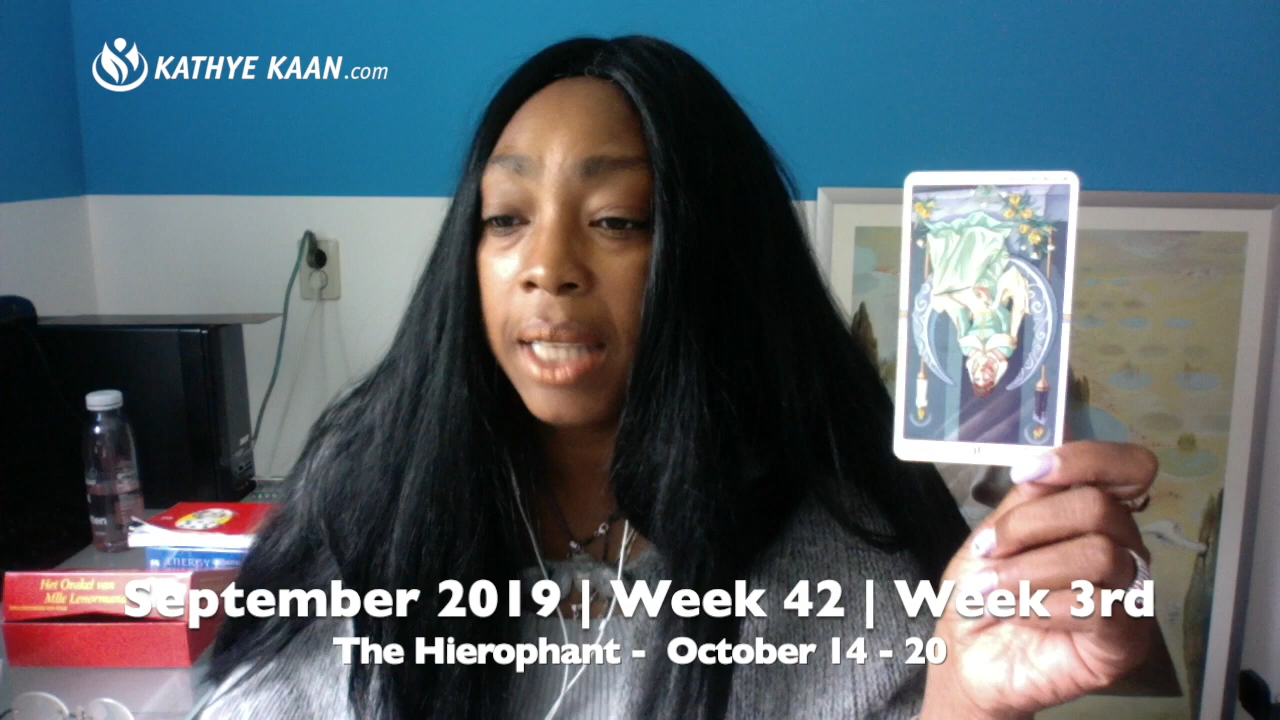 KATHYE KAAN.com
Het Orakel van
Mlle Lenormand
September 2019 | Week 42 | Week 3rd
The Hierophant - October 14 - 20